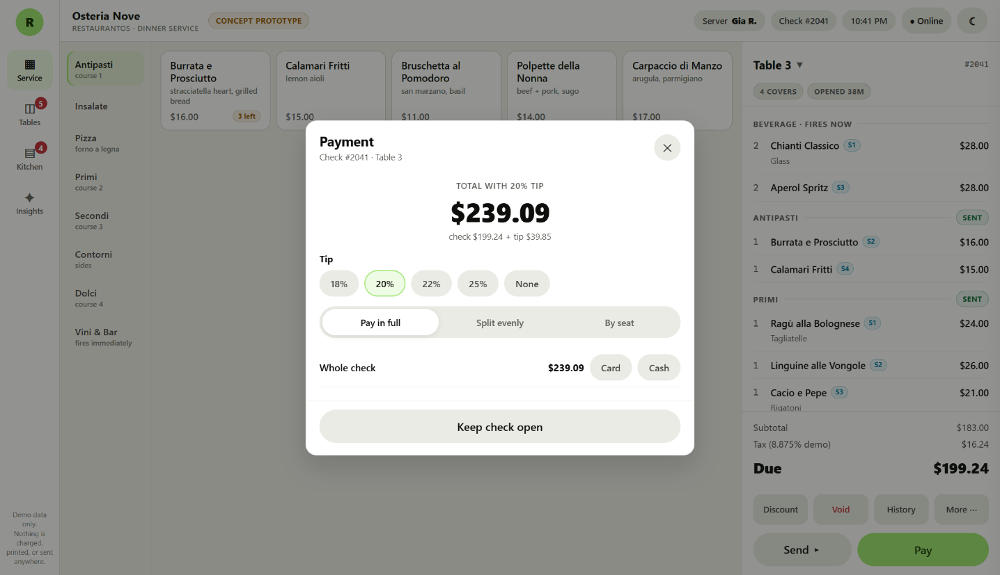 R
Osteria Nove
RESTAURANTOS · DINNER SERVICE
CONCEPT PROTOTYPE
Server Gia R.
Check #2041
10:41 PM
● Online
Service
Tables
5
Kitchen
4
Insights
Demo data
only.
Nothing is
charged,
printed, or sent
anywhere.
Antipasti
course 1
Insalate
Pizza
forno a legna
Primi
course 2
Secondi
course 3
Contorni
sides
Dolci
course 4
Vini & Bar
fires immediately
Burrata e
Prosciutto
stracciatella heart, grilled
bread
$16.00
3 left
Calamari Fritti
lemon aioli
$15.00
Bruschetta al
Pomodoro
san marzano, basil
$11.00
Polpette della
Nonna
beef + pork, sugo
$14.00
Carpaccio di Manzo
arugula, parmigiano
$17.00
Payment
Check #2041 · Table 3
TOTAL WITH 20% TIP
$239.09
check $199.24 + tip $39.85
Tip
18%
20%
22%
25%
None
Pay in full
Split evenly
By seat
Whole check
$239.09
Card
Cash
Keep check open
Table 3 ▼
#2041
4 COVERS
OPENED 38M
BEVERAGE · FIRES NOW
2 Chianti Classico S1 $28.00
Glass
2 Aperol Spritz S3 $28.00
ANTIPASTI SENT
1 Burrata e Prosciutto S2 $16.00
1 Calamari Fritti S4 $15.00
PRIMI SENT
1 Ragù alla Bolognese S1 $24.00
Tagliatelle
1 Linguine alle Vongole S2 $26.00
1 Cacio e Pepe S3 $21.00
Rigatoni
Subtotal $183.00
Tax (8.875% demo) $16.24
Due $199.24
Discount
Void
History
More ···
Send ▸
Pay